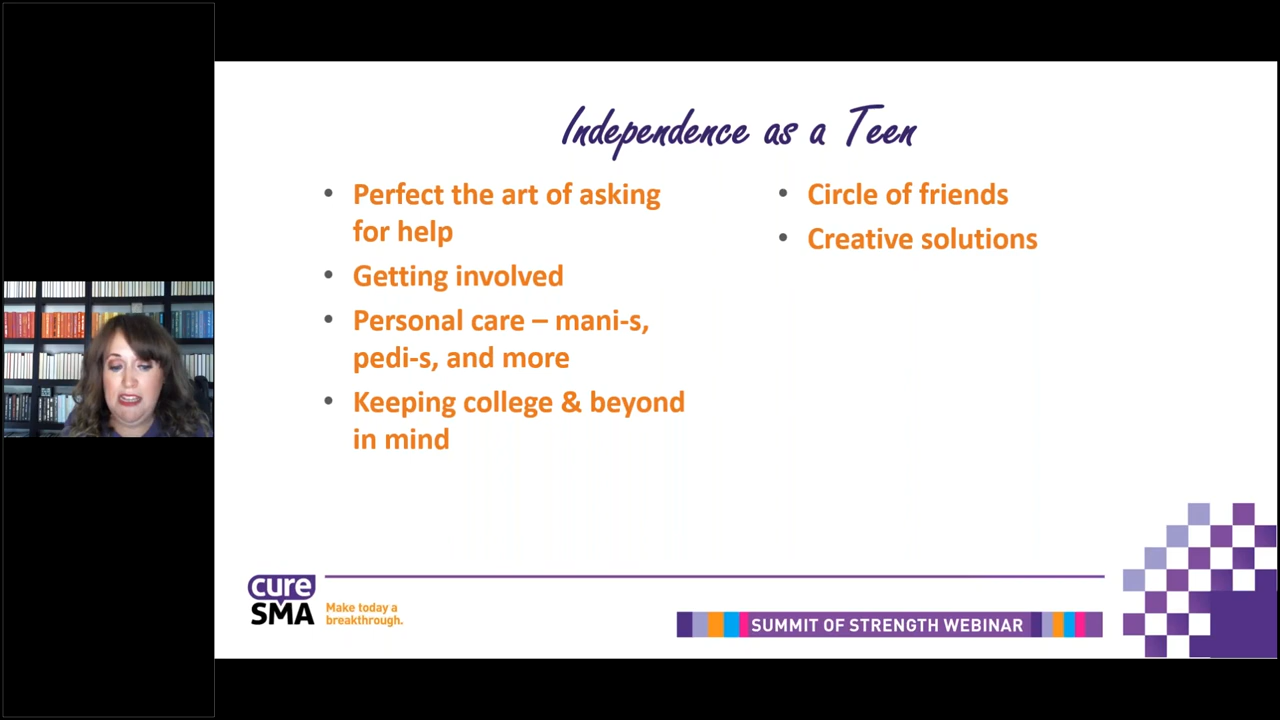 Independence as a Teen
• Perfect the art of asking
for help
• Getting involved
• Personal care – mani-s,
pedi-s, and more
• Keeping college & beyond
in mind
• Circle of friends
• Creative solutions
cure
SMA
Make today a
breakthrough.
SUMMIT OF STRENGTH WEBINAR